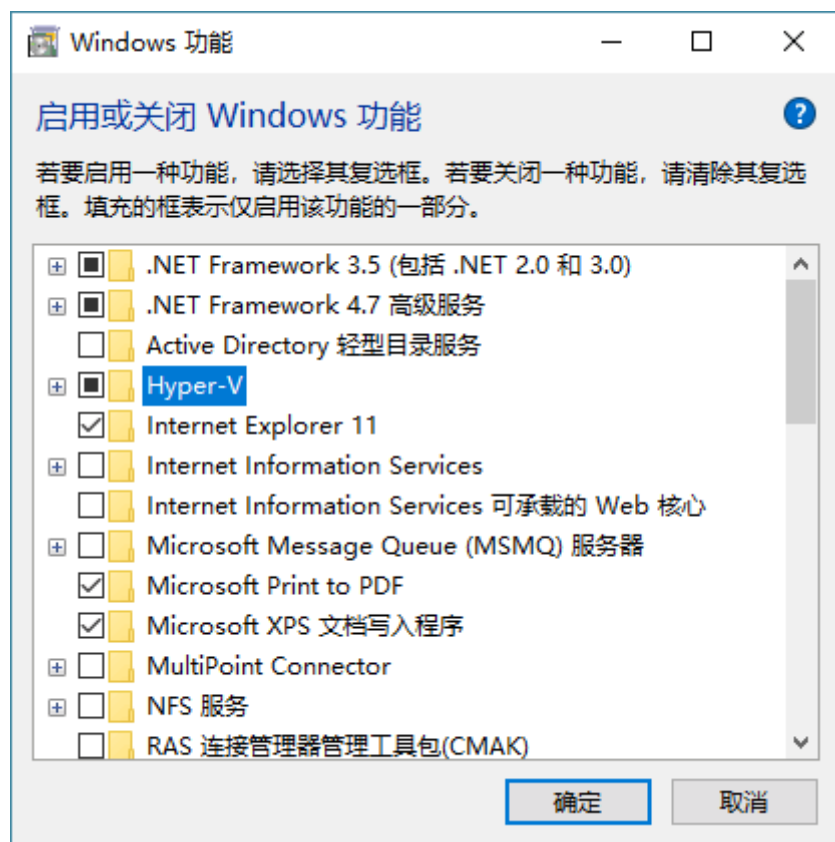 Windows 功能
启用或关闭 Windows 功能
若要启用一种功能，请选择其复选框。若要关闭一种功能，请清除其复选
框。填充的框表示仅启用该功能的一部分。
.NET Framework 3.5 (包括 .NET 2.0 和 3.0)
.NET Framework 4.7 高级服务
Active Directory 轻型目录服务
Hyper-V
Internet Explorer 11
Internet Information Services
Internet Information Services 可承载的 Web 核心
Microsoft Message Queue (MSMQ) 服务器
Microsoft Print to PDF
Microsoft XPS 文档写入程序
MultiPoint Connector
NFS 服务
RAS 连接管理器管理工具包(CMAK)
确定
取消